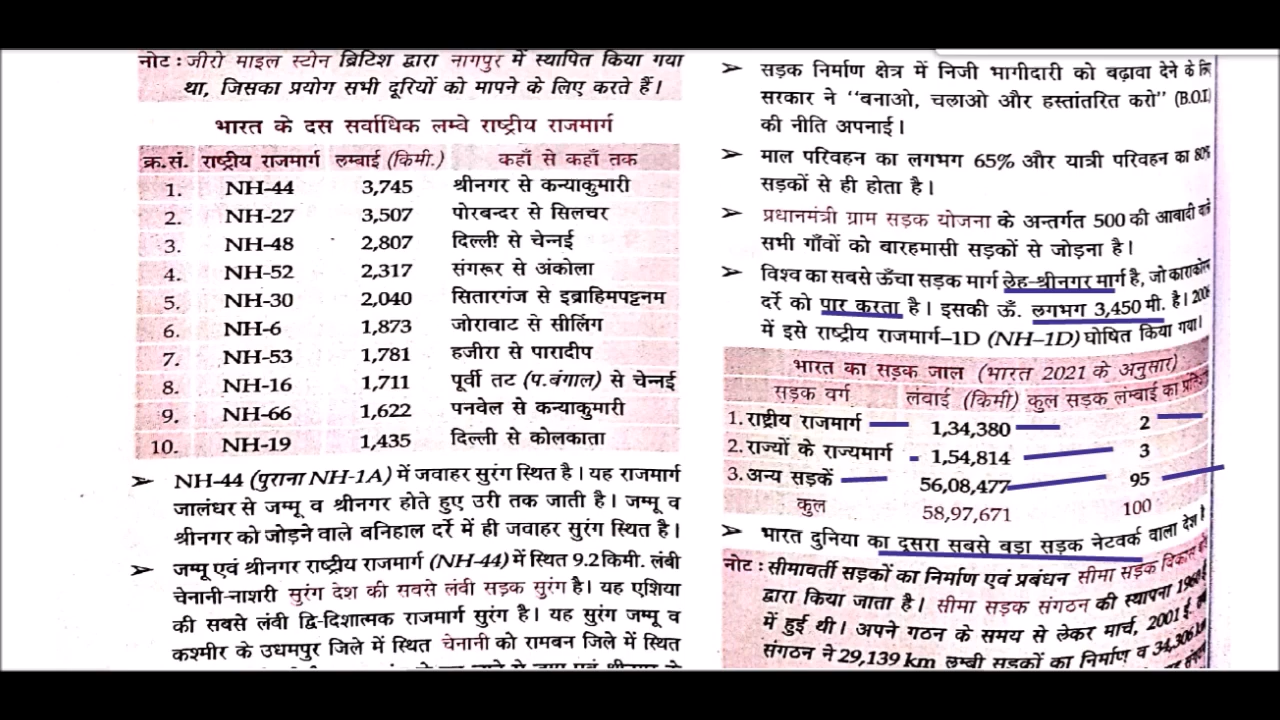 नोट : जीरो माइल स्टोन ब्रिटिश द्वारा नागपुर में स्थापित किया गया
था, जिसका प्रयोग सभी दूरियों को मापने के लिए करते हैं।
भारत के दस सर्वाधिक लम्बे राष्ट्रीय राजमार्ग
क्र.सं. राष्ट्रीय राजमार्ग लम्बाई (किमी.) कहाँ से कहाँ तक
1. NH-44 3,745 श्रीनगर से कन्याकुमारी
2. NH-27 3,507 पोरबन्दर से सिलचर
3. NH-48 2,807 दिल्ली से चेन्नई
4. NH-52 2,317 संगरूर से अंकोला
5. NH-30 2,040 सितारगंज से इब्राहिमपट्टनम
6. NH-6 1,873 जोराबाट से सीलिंग
7. NH-53 1,781 हजीरा से पारादीप
8. NH-16 1,711 पूर्वी तट (प.बंगाल) से चेन्नई
9. NH-66 1,622 पनवेल से कन्याकुमारी
10. NH-19 1,435 दिल्ली से कोलकाता
➢ NH-44 (पुराना NH-1A) में जवाहर सुरंग स्थित है। यह राजमार्ग
जालंधर से जम्मू व श्रीनगर होते हुए उरी तक जाती है। जम्मू व
श्रीनगर को जोड़ने वाले बनिहाल दर्रे में ही जवाहर सुरंग स्थित है।
➢ जम्मू एवं श्रीनगर राष्ट्रीय राजमार्ग (NH-44) में स्थित 9.2किमी. लंबी
चेनानी-नाशरी सुरंग देश की सबसे लंबी सड़क सुरंग है। यह एशिया
की सबसे लंबी द्वि-दिशात्मक राजमार्ग सुरंग है। यह सुरंग जम्मू व
कश्मीर के उधमपुर जिले में स्थित चेनानी को रामबन जिले में स्थित
➢ सड़क निर्माण क्षेत्र में निजी भागीदारी को बढ़ावा देने के
सरकार ने “बनाओ, चलाओ और हस्तांतरित करो” (B.O.T
की नीति अपनाई।
➢ माल परिवहन का लगभग 65% और यात्री परिवहन का 80%
सड़कों से ही होता है।
➢ प्रधानमंत्री ग्राम सड़क योजना के अन्तर्गत 500 की आबादी
सभी गाँवों को बारहमासी सड़कों से जोड़ना है।
➢ विश्व का सबसे ऊँचा सड़क मार्ग लेह-श्रीनगर मार्ग है, जो
दर्रे को पार करता है। इसकी ऊँ. लगभग 3,450 मी. है।
में इसे राष्ट्रीय राजमार्ग-1D (NH-1D) घोषित किया गया।
भारत का सड़क जाल (भारत 2021 के अनुसार)
सड़क वर्ग लंबाई (किमी) कुल सड़क लम्बाई का
1. राष्ट्रीय राजमार्ग 1,34,380 2
2. राज्यों के राज्यमार्ग 1,54,814 3
3. अन्य सड़कें 56,08,477 95
कुल 58,97,671 100
➢ भारत दुनिया का दूसरा सबसे बड़ा सड़क नेटवर्क वाला देश है
नोट : सीमावर्ती सड़कों का निर्माण एवं प्रबंधन सीमा सड़क विकास
द्वारा किया जाता है। सीमा सड़क संगठन की स्थापना
में हुई थी। अपने गठन के समय से लेकर मार्च, 2001 ई.
संगठन ने 29,139 km लम्बी सड़कों का निर्माण व 34,306